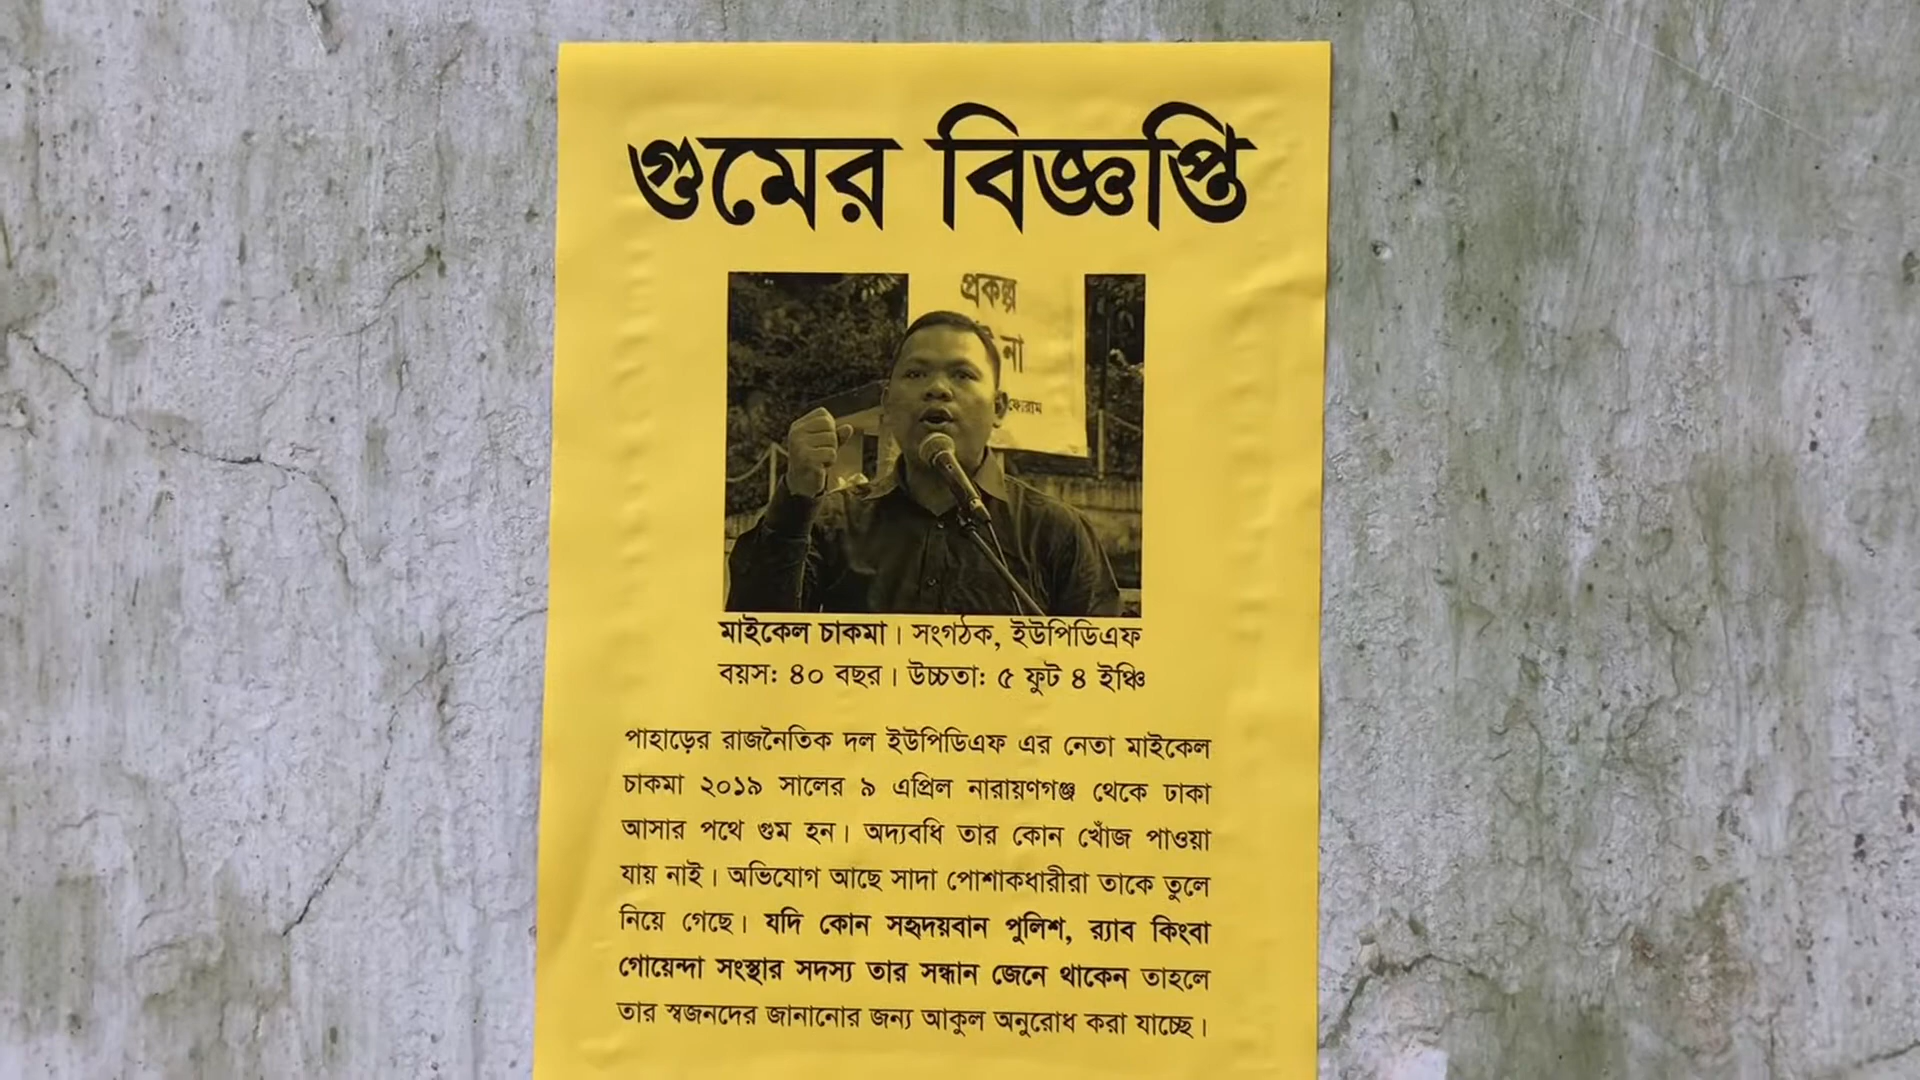 গুমের বিজ্ঞপ্তি
প্রকল্প
না
ফোরাম
মাইকেল চাকমা। সংগঠক, ইউপিডিএফ
বয়স: ৪০ বছর। উচ্চতা: ৫ ফুট ৪ ইঞ্চি
পাহাড়ের রাজনৈতিক দল ইউপিডিএফ এর নেতা মাইকেল
চাকমা ২০১৯ সালের ৯ এপ্রিল নারায়ণগঞ্জ থেকে ঢাকা
আসার পথে গুম হন। অদ্যবধি তার কোন খোঁজ পাওয়া
যায় নাই। অভিযোগ আছে সাদা পোশাকধারীরা তাকে তুলে
নিয়ে গেছে। যদি কোন সহৃদয়বান পুলিশ, র‍্যাব কিংবা
গোয়েন্দা সংস্থার সদস্য তার সন্ধান জেনে থাকেন তাহলে
তার স্বজনদের জানানোর জন্য আকুল অনুরোধ করা যাচ্ছে।